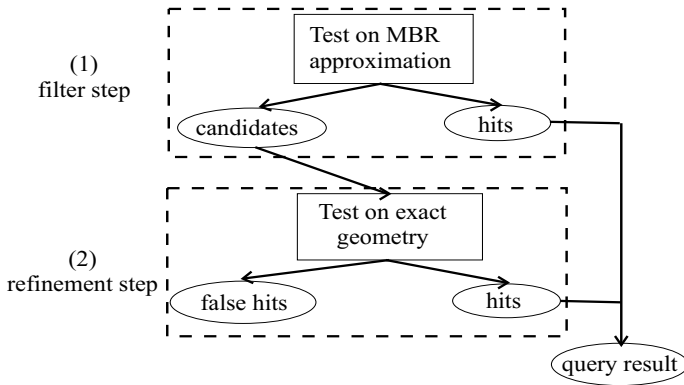 (1)
filter step
Test on MBR
approximation
candidates
hits
(2)
refinement step
Test on exact
geometry
false hits
hits
query result